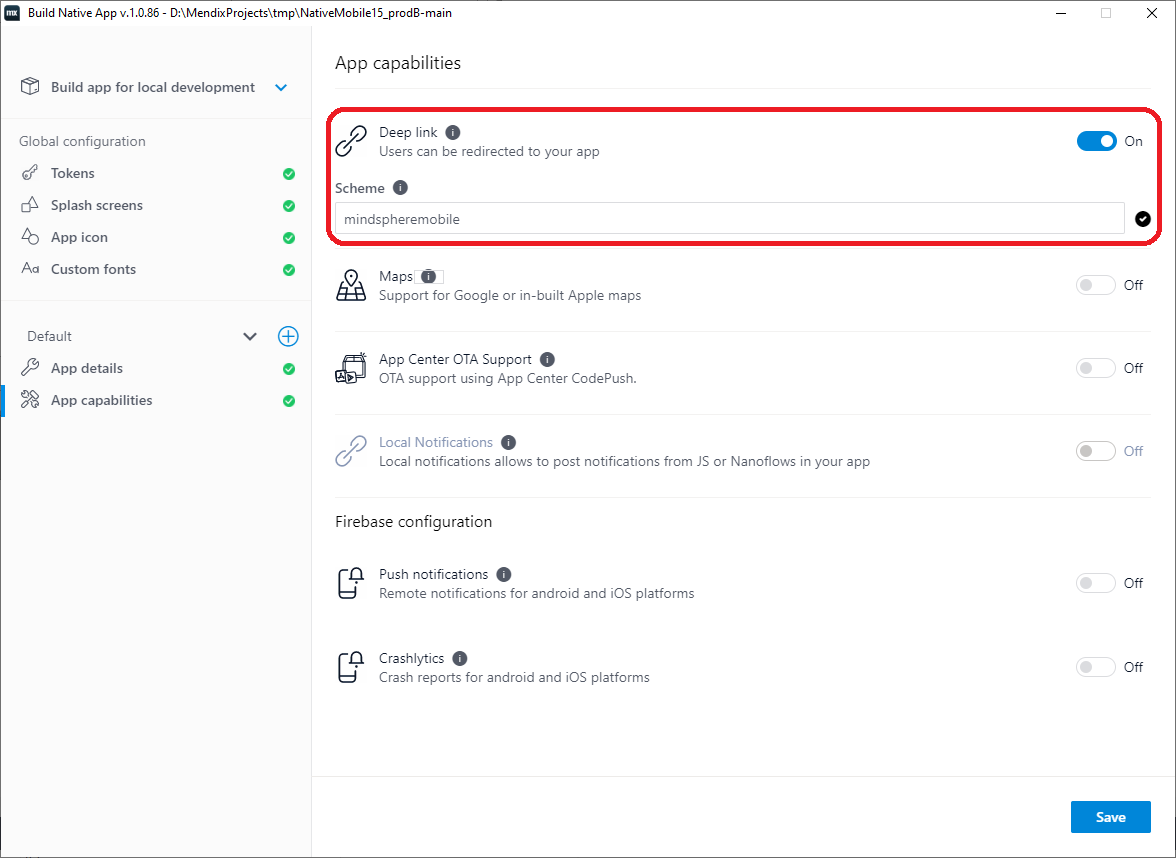 mx Build Native App v.1.0.86 - D:\MendixProjects\tmp\NativeMobile15_prodB-main
Build app for local development
Global configuration
Tokens
Splash screens
App icon
Aa Custom fonts
Default
App details
App capabilities
App capabilities
Deep link i
Users can be redirected to your app
On
Scheme i
mindspheremobile
Maps i
Support for Google or in-built Apple maps
Off
App Center OTA Support i
OTA support using App Center CodePush.
Off
Local Notifications i
Local notifications allows to post notifications from JS or Nanoflows in your app
Off
Firebase configuration
Push notifications i
Remote notifications for android and iOS platforms
Off
Crashlytics i
Crash reports for android and iOS platforms
Off
Save